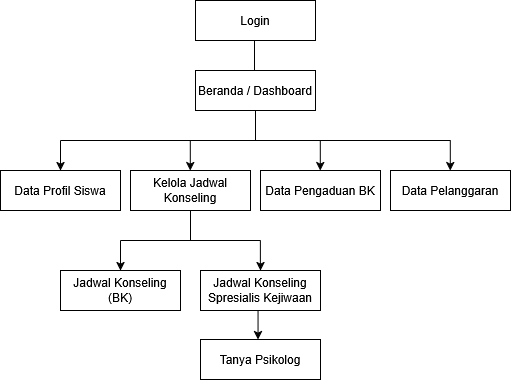 Login
Beranda / Dashboard
Data Profil Siswa
Kelola Jadwal
Konseling
Data Pengaduan BK
Data Pelanggaran
Jadwal Konseling
(BK)
Jadwal Konseling
Spresialis Kejiwaan
Tanya Psikolog